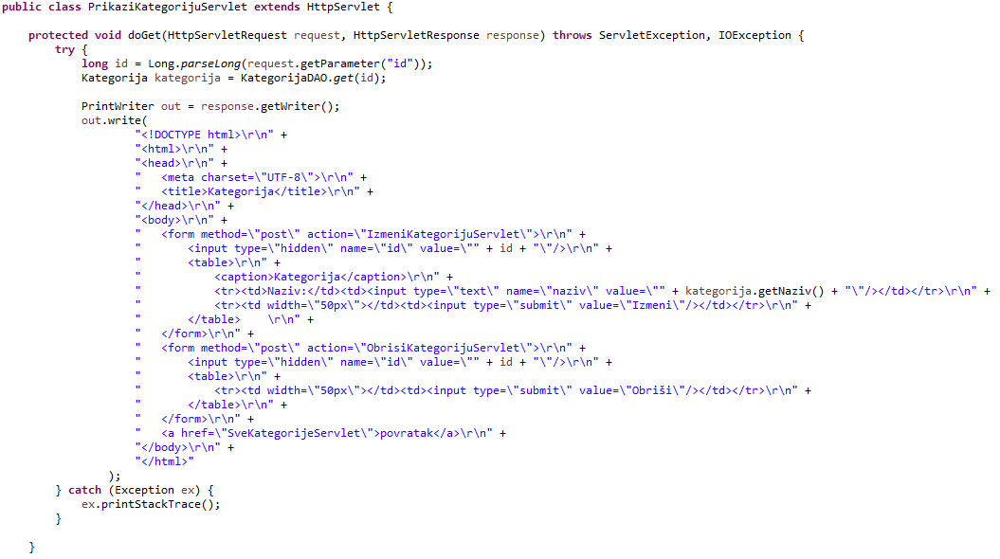 public class PrikaziKategorijuServlet extends HttpServlet {
    protected void doGet(HttpServletRequest request, HttpServletResponse response) throws ServletException, IOException {
        try {
            long id = Long.parseLong(request.getParameter("id"));
            Kategorija kategorija = KategorijaDAO.get(id);
            PrintWriter out = response.getWriter();
            out.write(
                    "<!DOCTYPE html>\r\n" +
                    "<html>\r\n" +
                    "<head>\r\n" +
                    "   <meta charset=\"UTF-8\">\r\n" +
                    "   <title>Kategorija</title>\r\n" +
                    "</head>\r\n" +
                    "<body>\r\n" +
                    "   <form method=\"post\" action=\"IzmeniKategorijuServlet\">\r\n" +
                    "       <input type=\"hidden\" name=\"id\" value=\"" + id + "\"/>\r\n" +
                    "       <table>\r\n" +
                    "           <caption>Kategorija</caption>\r\n" +
                    "           <tr><td>Naziv:</td><td><input type=\"text\" name=\"naziv\" value=\"" + kategorija.getNaziv() + "\"/></td></tr>\r\n" +
                    "           <tr><td width=\"50px\"></td><td><input type=\"submit\" value=\"Izmeni\"/></td></tr>\r\n" +
                    "       </table>    \r\n" +
                    "   </form>\r\n" +
                    "   <form method=\"post\" action=\"ObrisiKategorijuServlet\">\r\n" +
                    "       <input type=\"hidden\" name=\"id\" value=\"" + id + "\"/>\r\n" +
                    "       <table>\r\n" +
                    "           <tr><td width=\"50px\"></td><td><input type=\"submit\" value=\"Obriši\"/></td></tr>\r\n" +
                    "       </table>\r\n" +
                    "   </form>\r\n" +
                    "   <a href=\"SveKategorijeServlet\">povratak</a>\r\n" +
                    "</body>\r\n" +
                    "</html>"
                );
        } catch (Exception ex) {
            ex.printStackTrace();
        }
    }